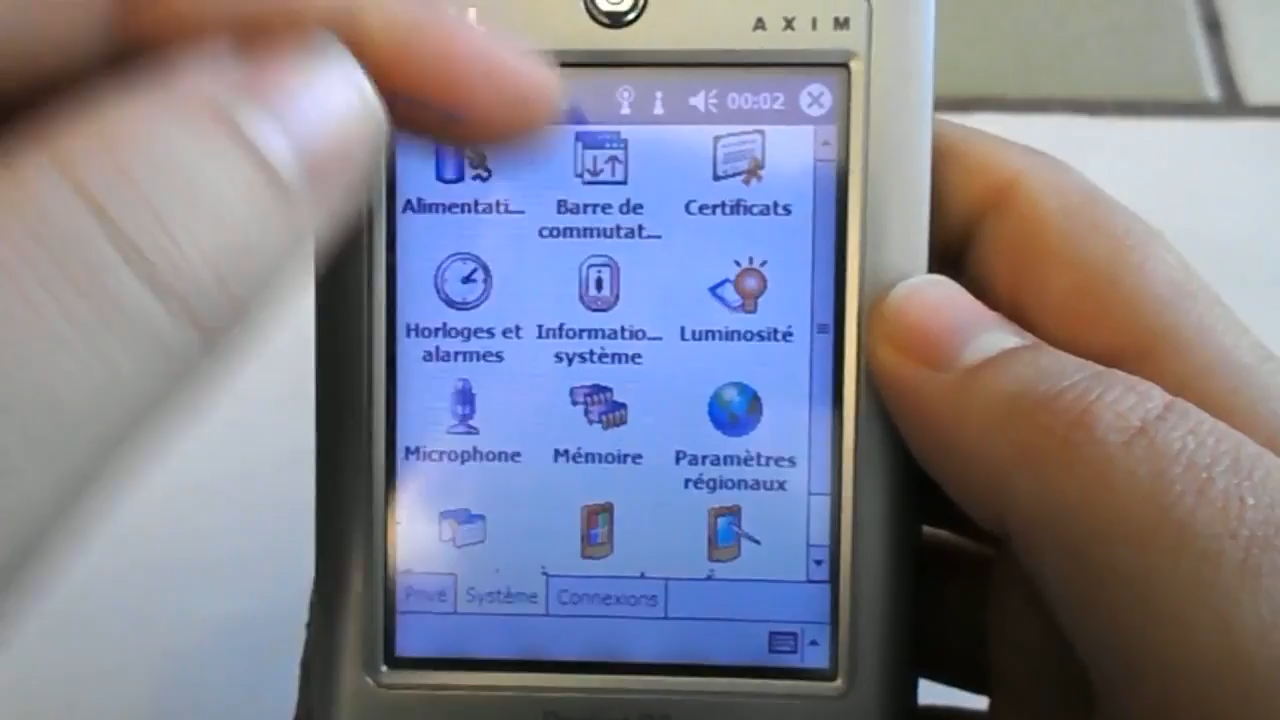 AXIM
00:02
Alimentati...
Barre de
commutat...
Certificats
Horloges et
alarmes
Informatio...
système
Luminosité
Microphone
Mémoire
Paramètres
régionaux
Privé
Système
Connexions